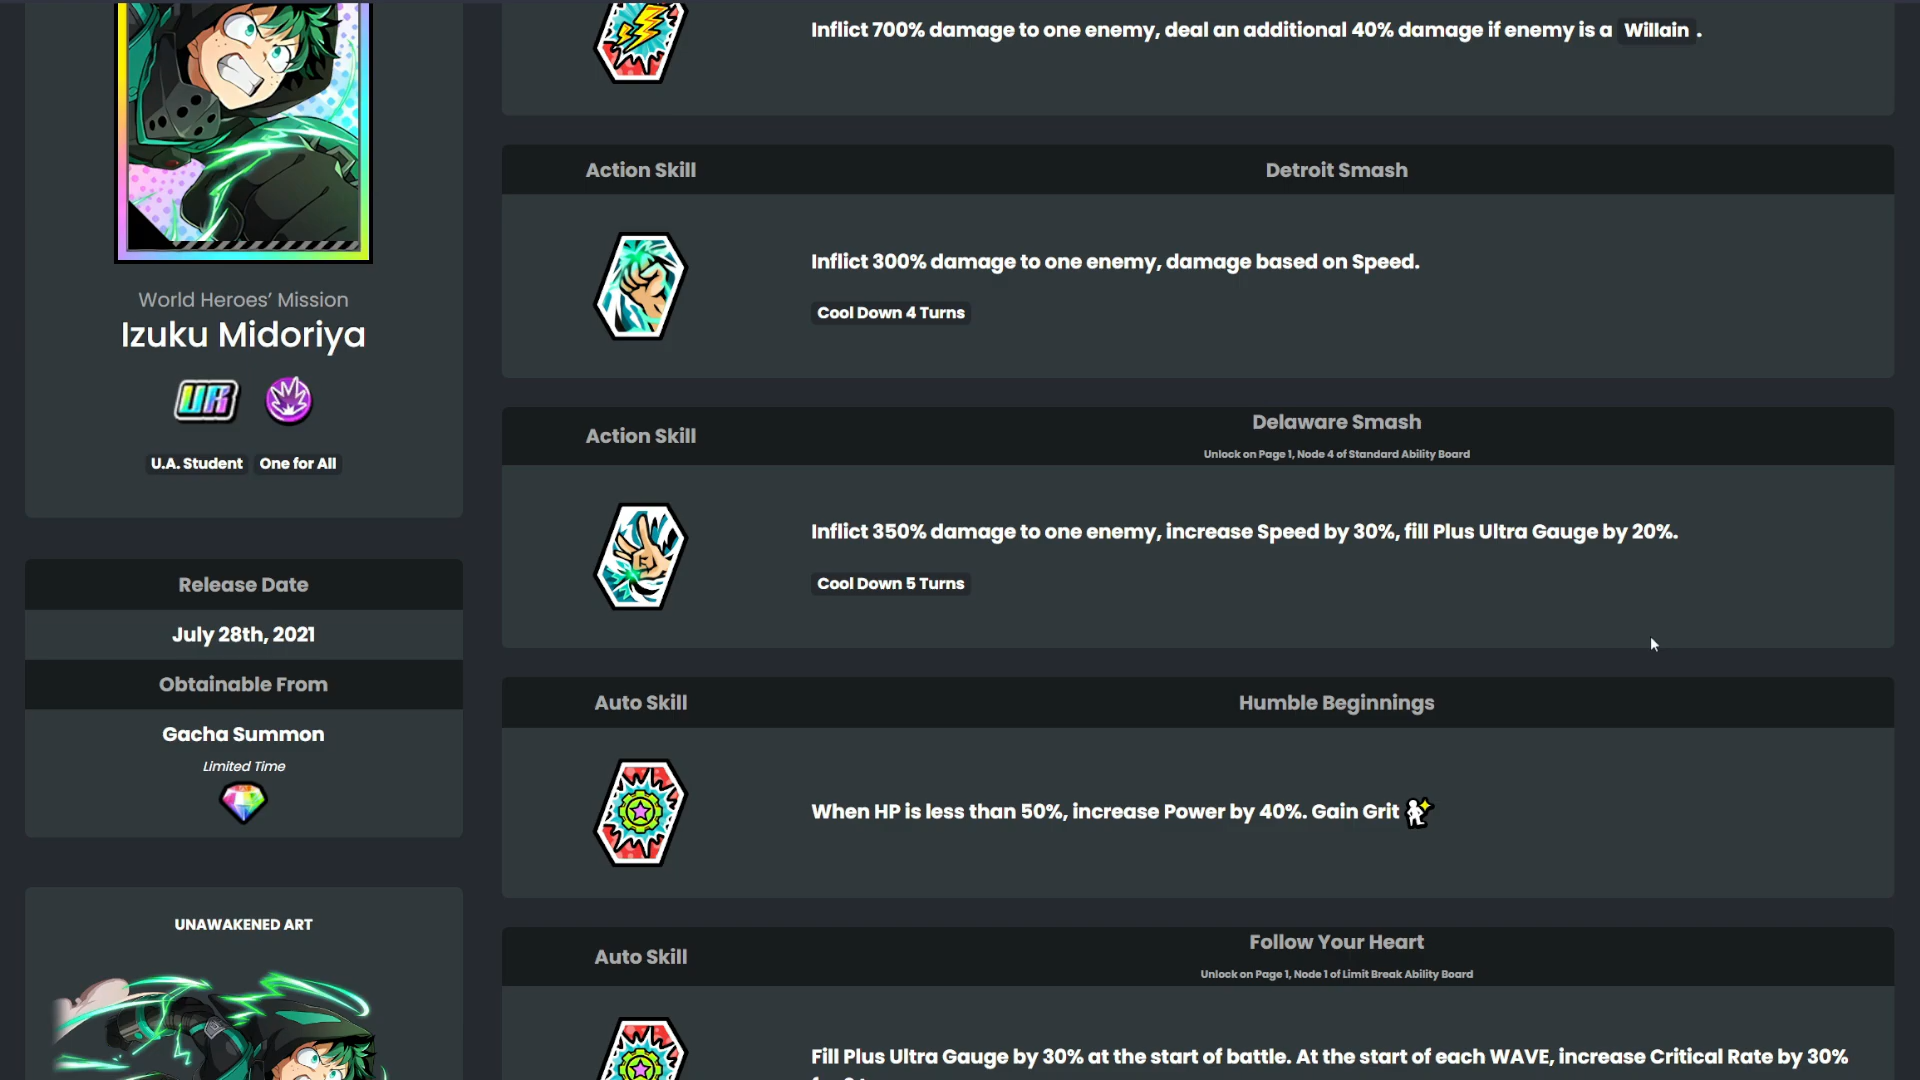 Inflict 700% damage to one enemy, deal an additional 40% damage if enemy is a Willain .
Action Skill
Detroit Smash
Inflict 300% damage to one enemy, damage based on Speed.
Cool Down 4 Turns
World Heroes’ Mission
Izuku Midoriya
UR
U.A. Student One for All
Action Skill
Delaware Smash
Unlock on Page 1, Node 4 of Standard Ability Board
Inflict 350% damage to one enemy, increase Speed by 30%, fill Plus Ultra Gauge by 20%.
Cool Down 5 Turns
Release Date
July 28th, 2021
Obtainable From
Gacha Summon
Limited Time
Auto Skill
Humble Beginnings
When HP is less than 50%, increase Power by 40%. Gain Grit
UNAWAKENED ART
Auto Skill
Follow Your Heart
Unlock on Page 1, Node 1 of Limit Break Ability Board
Fill Plus Ultra Gauge by 30% at the start of battle. At the start of each WAVE, increase Critical Rate by 30%